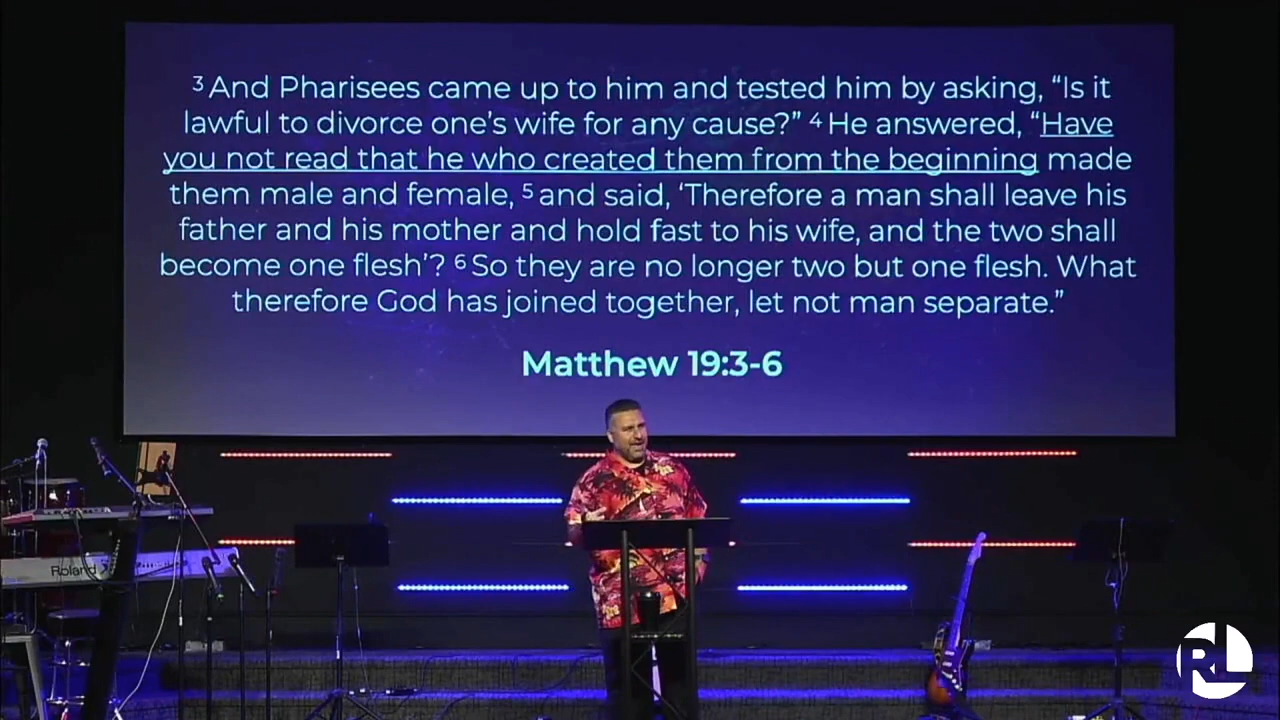 3 And Pharisees came up to him and tested him by asking, “Is it
lawful to divorce one’s wife for any cause?” 4 He answered, “Have
you not read that he who created them from the beginning made
them male and female, 5 and said, ‘Therefore a man shall leave his
father and his mother and hold fast to his wife, and the two shall
become one flesh’? 6 So they are no longer two but one flesh. What
therefore God has joined together, let not man separate.”
Matthew 19:3-6
Roland
RL